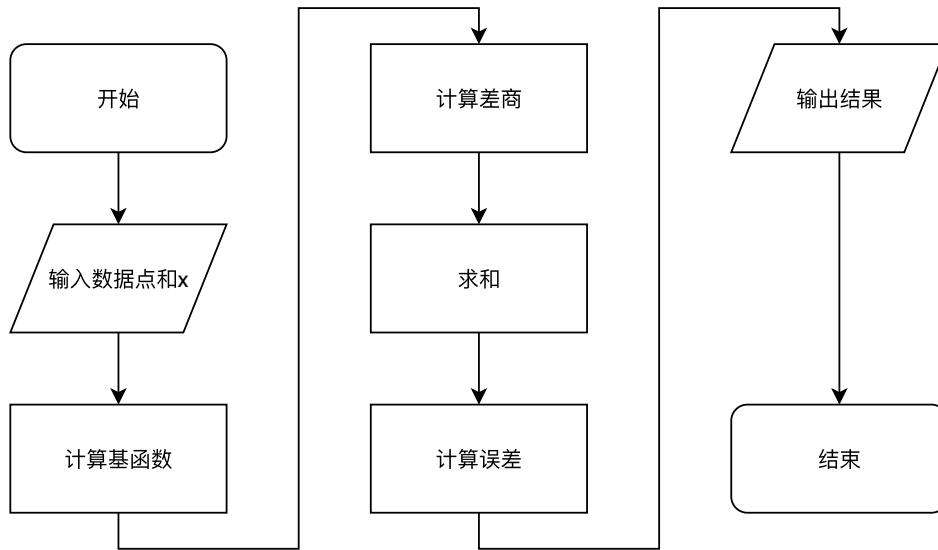 开始
输入数据点和x
计算基函数
计算差商
求和
计算误差
输出结果
结束